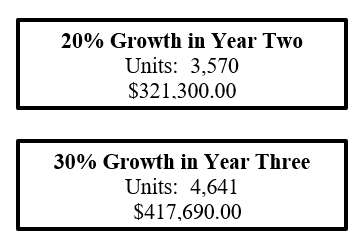 20% Growth in Year Two
Units: 3,570
$321,300.00
30% Growth in Year Three
Units: 4,641
$417,690.00